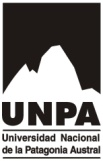 UNPA
Universidad Nacional
de la Patagonia Austral